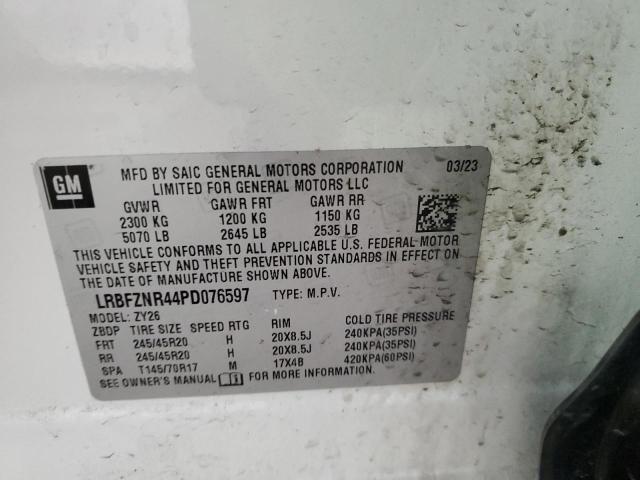 GM
MFD BY SAIC GENERAL MOTORS CORPORATION 03/23
LIMITED FOR GENERAL MOTORS LLC
GVWR GAWR FRT GAWR RR
2300 KG 1200 KG 1150 KG
5070 LB 2645 LB 2535 LB
THIS VEHICLE CONFORMS TO ALL APPLICABLE U.S. FEDERAL MOTOR
VEHICLE SAFETY AND THEFT PREVENTION STANDARDS IN EFFECT ON
THE DATE OF MANUFACTURE SHOWN ABOVE.
LRBFZNR44PD076597 TYPE: M.P.V.
MODEL: ZY26
ZBDP TIRE SIZE SPEED RTG RIM COLD TIRE PRESSURE
FRT 245/45R20 H 20X8.5J 240KPA(35PSI)
RR 245/45R20 H 20X8.5J 240KPA(35PSI)
SPA T145/70R17 M 17X4B 420KPA(60PSI)
SEE OWNER'S MANUAL FOR MORE INFORMATION.